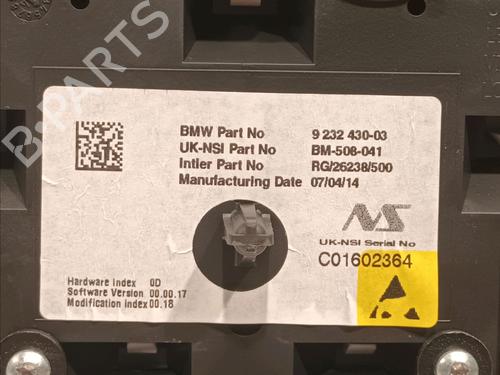 BMW Part No 9 232 430-03
UK-NSI Part No BM-508-041
Intier Part No RG/26238/500
Manufacturing Date 07/04/14
NS
UK-NSI Serial No
C01602364
Hardware Index 0D
Software Version 00.00.17
Modification Index 00.18
B-PARTS